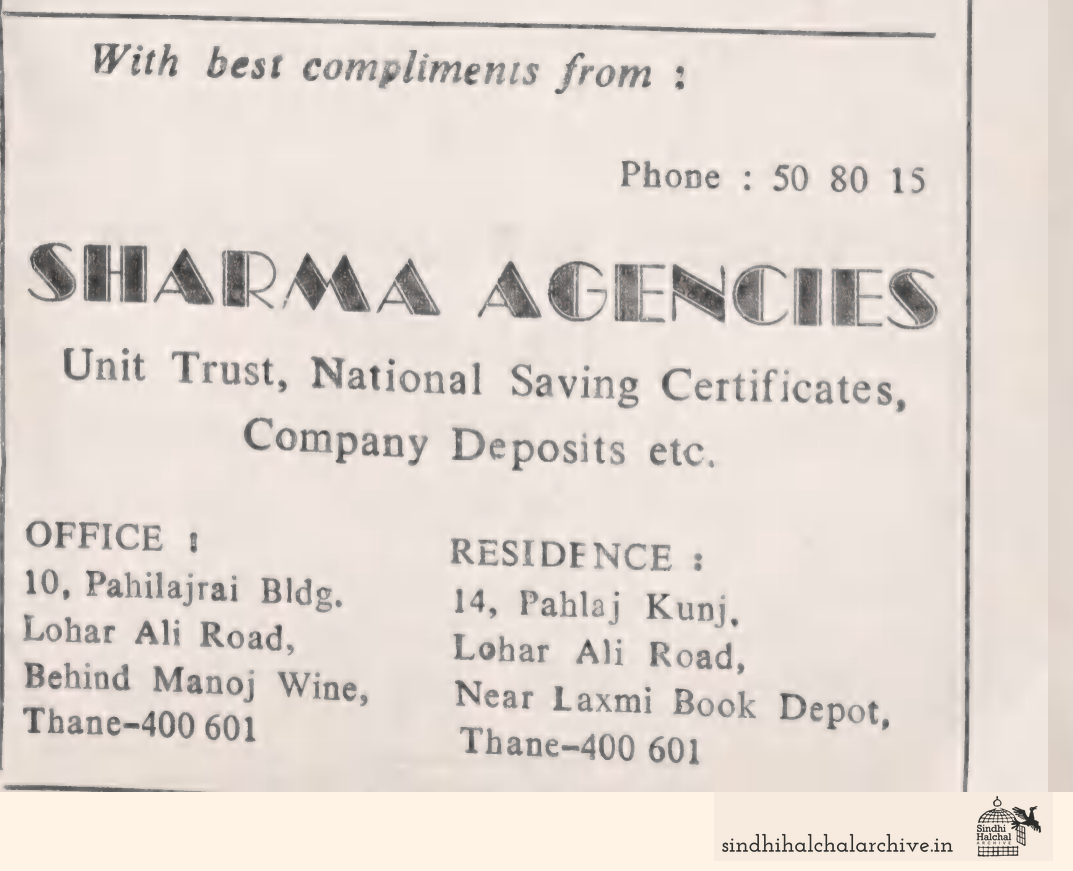 With best compliments from :
Phone : 50 80 15
SHARMA AGENCIES
Unit Trust, National Saving Certificates,
Company Deposits etc.
OFFICE :
10, Pahilajrai Bldg.
Lohar Ali Road,
Behind Manoj Wine,
Thane-400 601
RESIDENCE :
14, Pahlaj Kunj,
Lohar Ali Road,
Near Laxmi Book Depot,
Thane-400 601
sindhihalchalarchive.in
Sindhi
Halchal
ARCHIVE